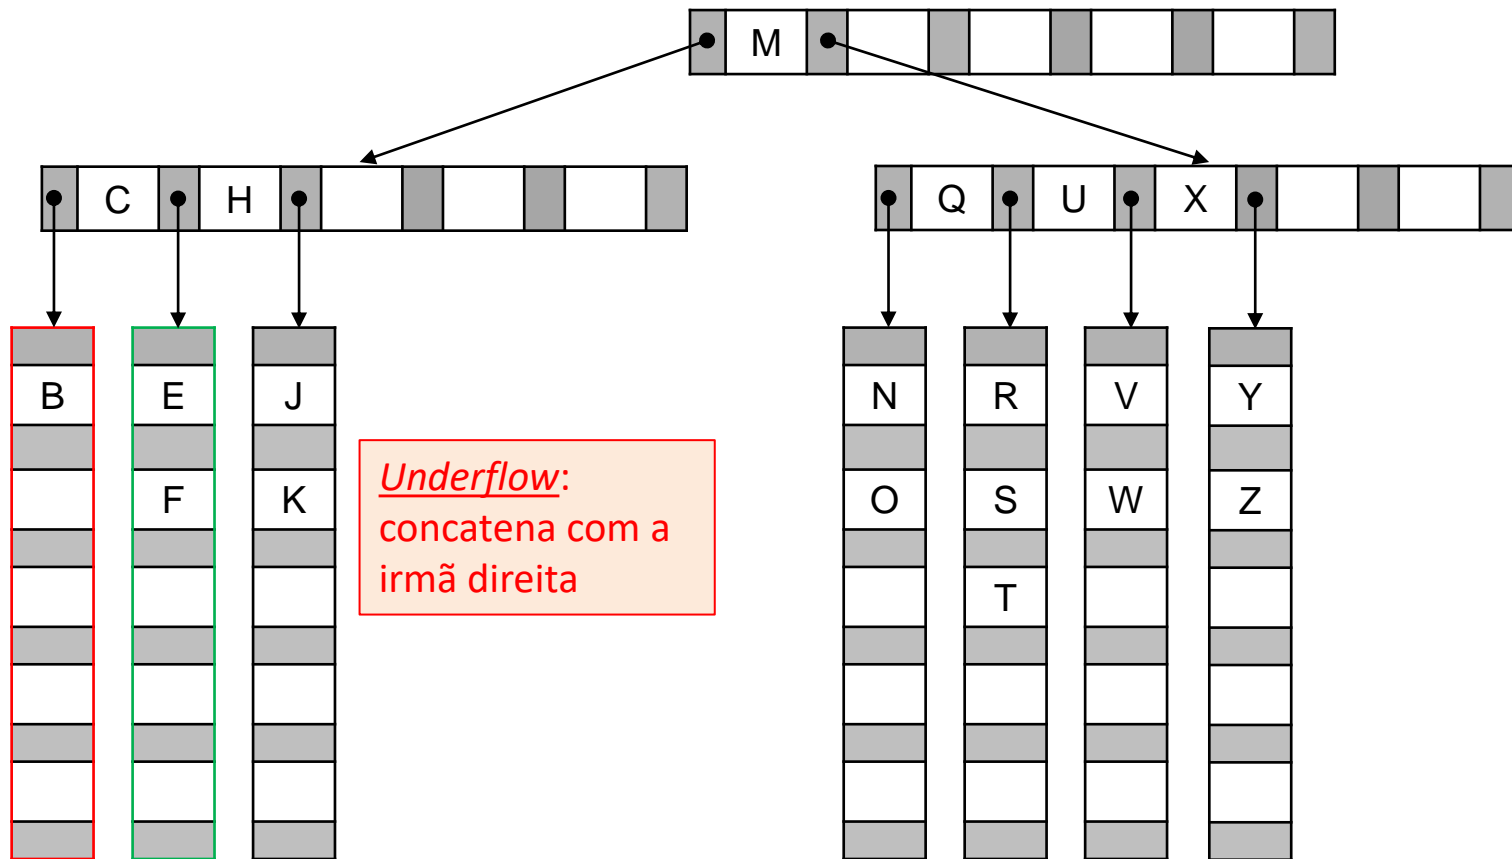 M
C H
Q U X
B E J
N R V Y
Underflow:
concatena com a
irmã direita
F K
O S W Z
T